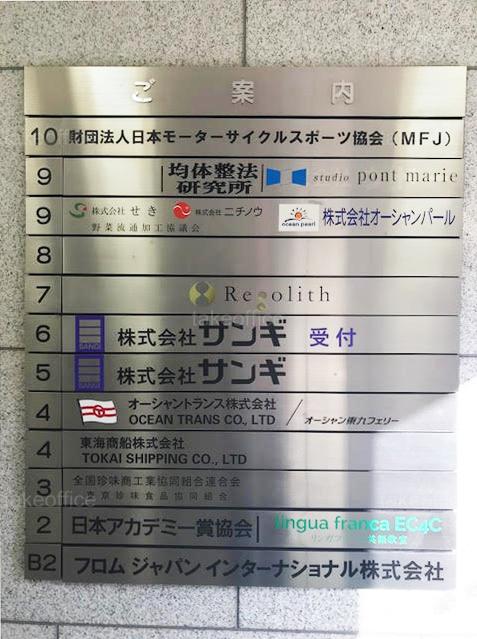 ご案内
10 財団法人日本モーターサイクルスポーツ協会（MFJ）
9 均体整法研究所 studio pont marie
9 株式会社せき 株式会社ニチノウ ocean pearl 株式会社オーシャンパール
野菜流通加工協議会
8
7 Regolith
takeoffice
6 SANGI 株式会社サンギ 受付
5 SANGI 株式会社サンギ
4 オーシャントランス株式会社
OCEAN TRANS CO., LTD / オーシャン東九フェリー
4 東海商船株式会社
TOKAI SHIPPING CO., LTD
3 全国珍味商工業協同組合連合会
東京珍味食品協同組合
takeoffice
2 日本アカデミー賞協会 lingua franca EC4C
B2 フロム ジャパン インターナショナル株式会社